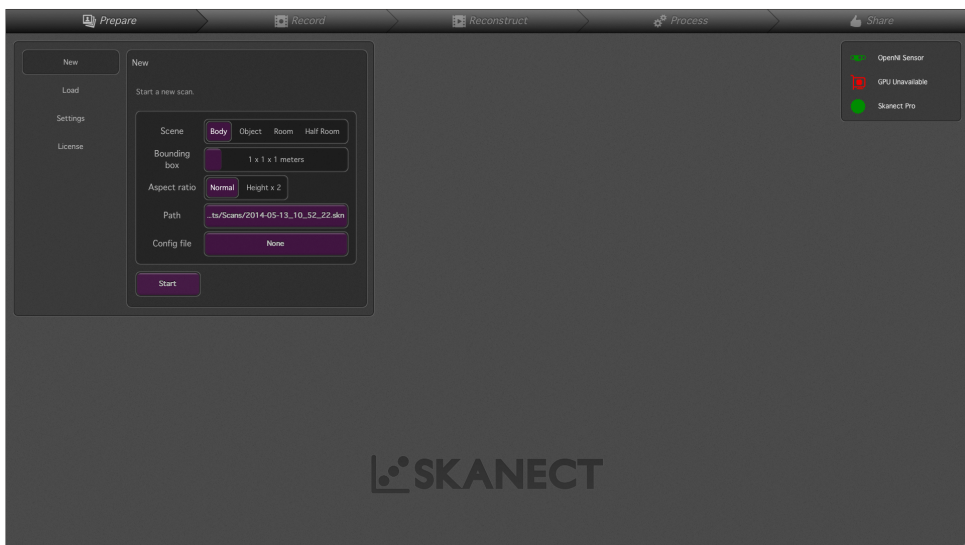 Prepare
Record
Reconstruct
Process
Share
New
Load
Settings
License
New
Start a new scan.
Scene
Body Object Room Half Room
Bounding
box
1 x 1 x 1 meters
Aspect ratio
Normal Height x 2
Path
...ts/Scans/2014-05-13_10_52_22.skn
Config file
None
Start
OpenNI Sensor
GPU Unavailable
Skanect Pro
SKANECT